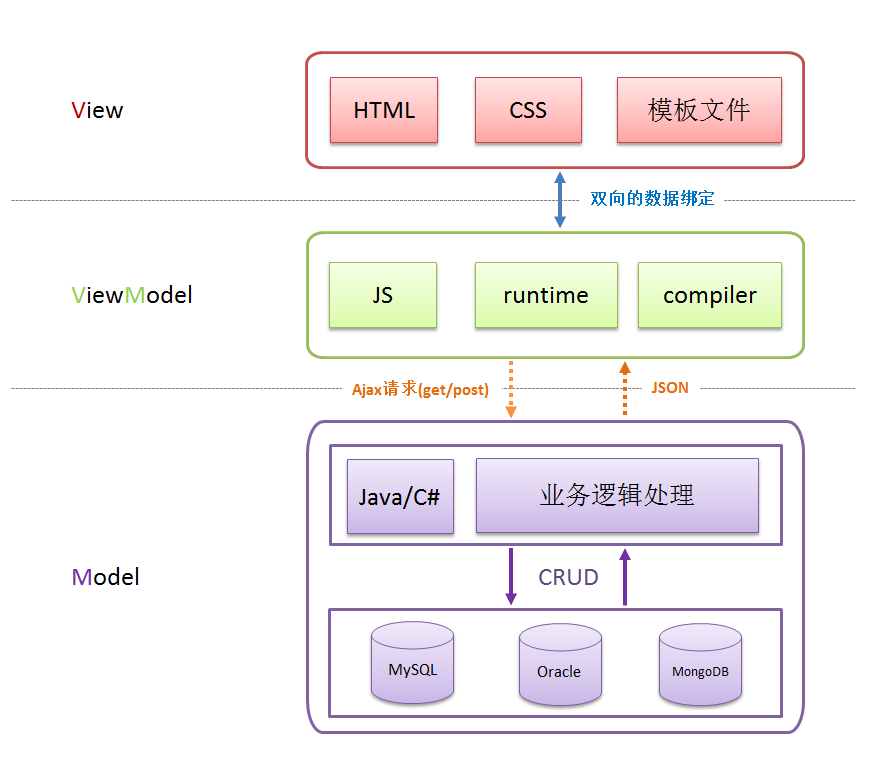 View
HTML
CSS
模板文件
双向的数据绑定
ViewModel
JS
runtime
compiler
Ajax请求(get/post)
JSON
Model
Java/C#
业务逻辑处理
CRUD
MySQL
Oracle
MongoDB